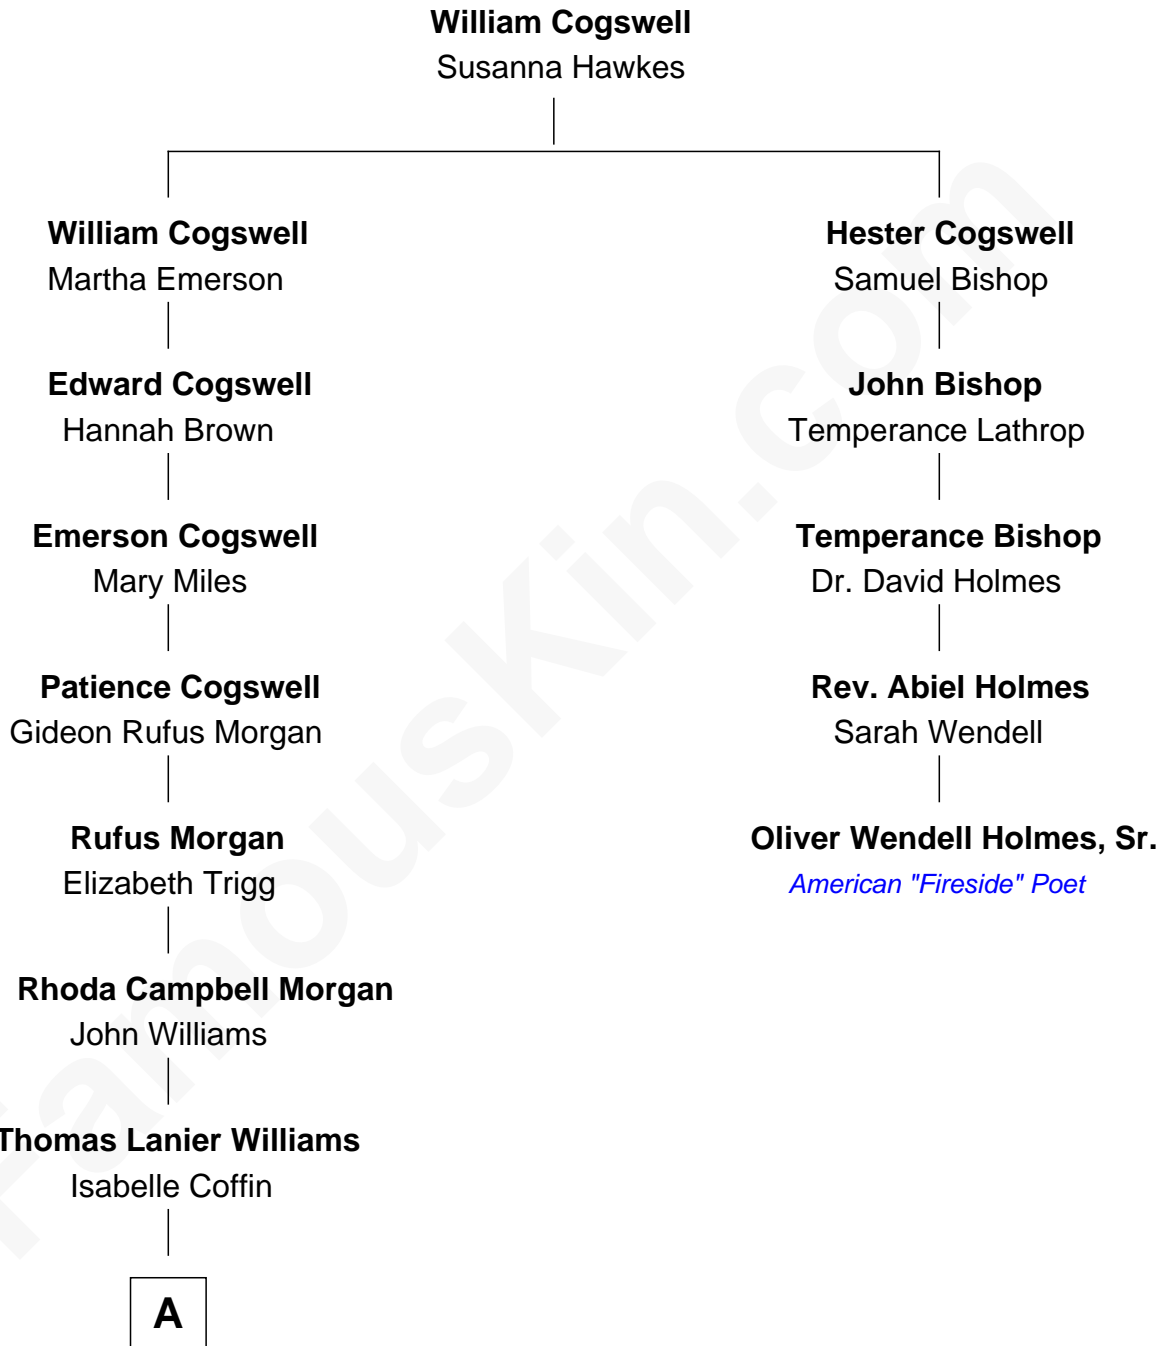 William Cogswell
Susanna Hawkes
William Cogswell
Martha Emerson
Hester Cogswell
Samuel Bishop
Edward Cogswell
Hannah Brown
John Bishop
Temperance Lathrop
Emerson Cogswell
Mary Miles
Temperance Bishop
Dr. David Holmes
Patience Cogswell
Gideon Rufus Morgan
Rev. Abiel Holmes
Sarah Wendell
Rufus Morgan
Elizabeth Trigg
Oliver Wendell Holmes, Sr.
American "Fireside" Poet
Rhoda Campbell Morgan
John Williams
Thomas Lanier Williams
Isabelle Coffin
A
FamousKin.com